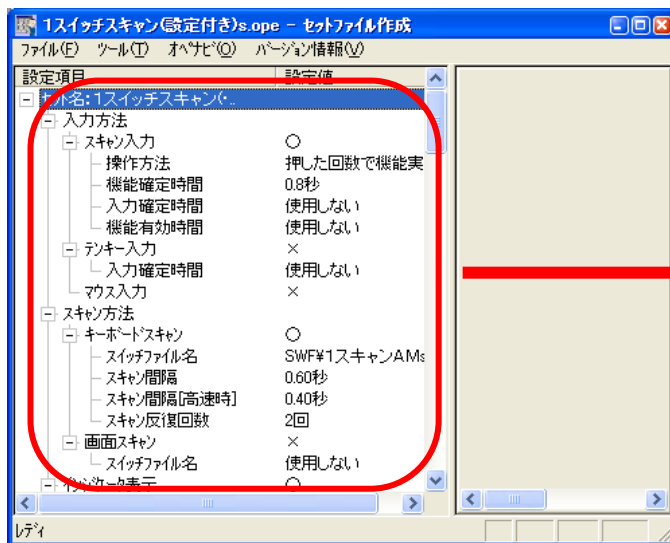 1スイッチスキャン(設定付き)s.ope - セットファイル作成
ファイル(F) ツール(T) オペナビ(O) バージョン情報(V)
設定項目 設定値
セット名:1スイッチスキャン(・..
入力方法
スキャン入力 ○
操作方法 押した回数で機能実
機能確定時間 0.8秒
入力確定時間 使用しない
機能有効時間 使用しない
テンキー入力 ×
入力確定時間 使用しない
マウス入力 ×
スキャン方法
キーボードスキャン ○
スイッチファイル名 SWF¥1スキャンAMs
スキャン間隔 0.60秒
スキャン間隔[高速時] 0.40秒
スキャン反復回数 2回
画面スキャン ×
スイッチファイル名 使用しない
インジケータ表示 ○
レディ